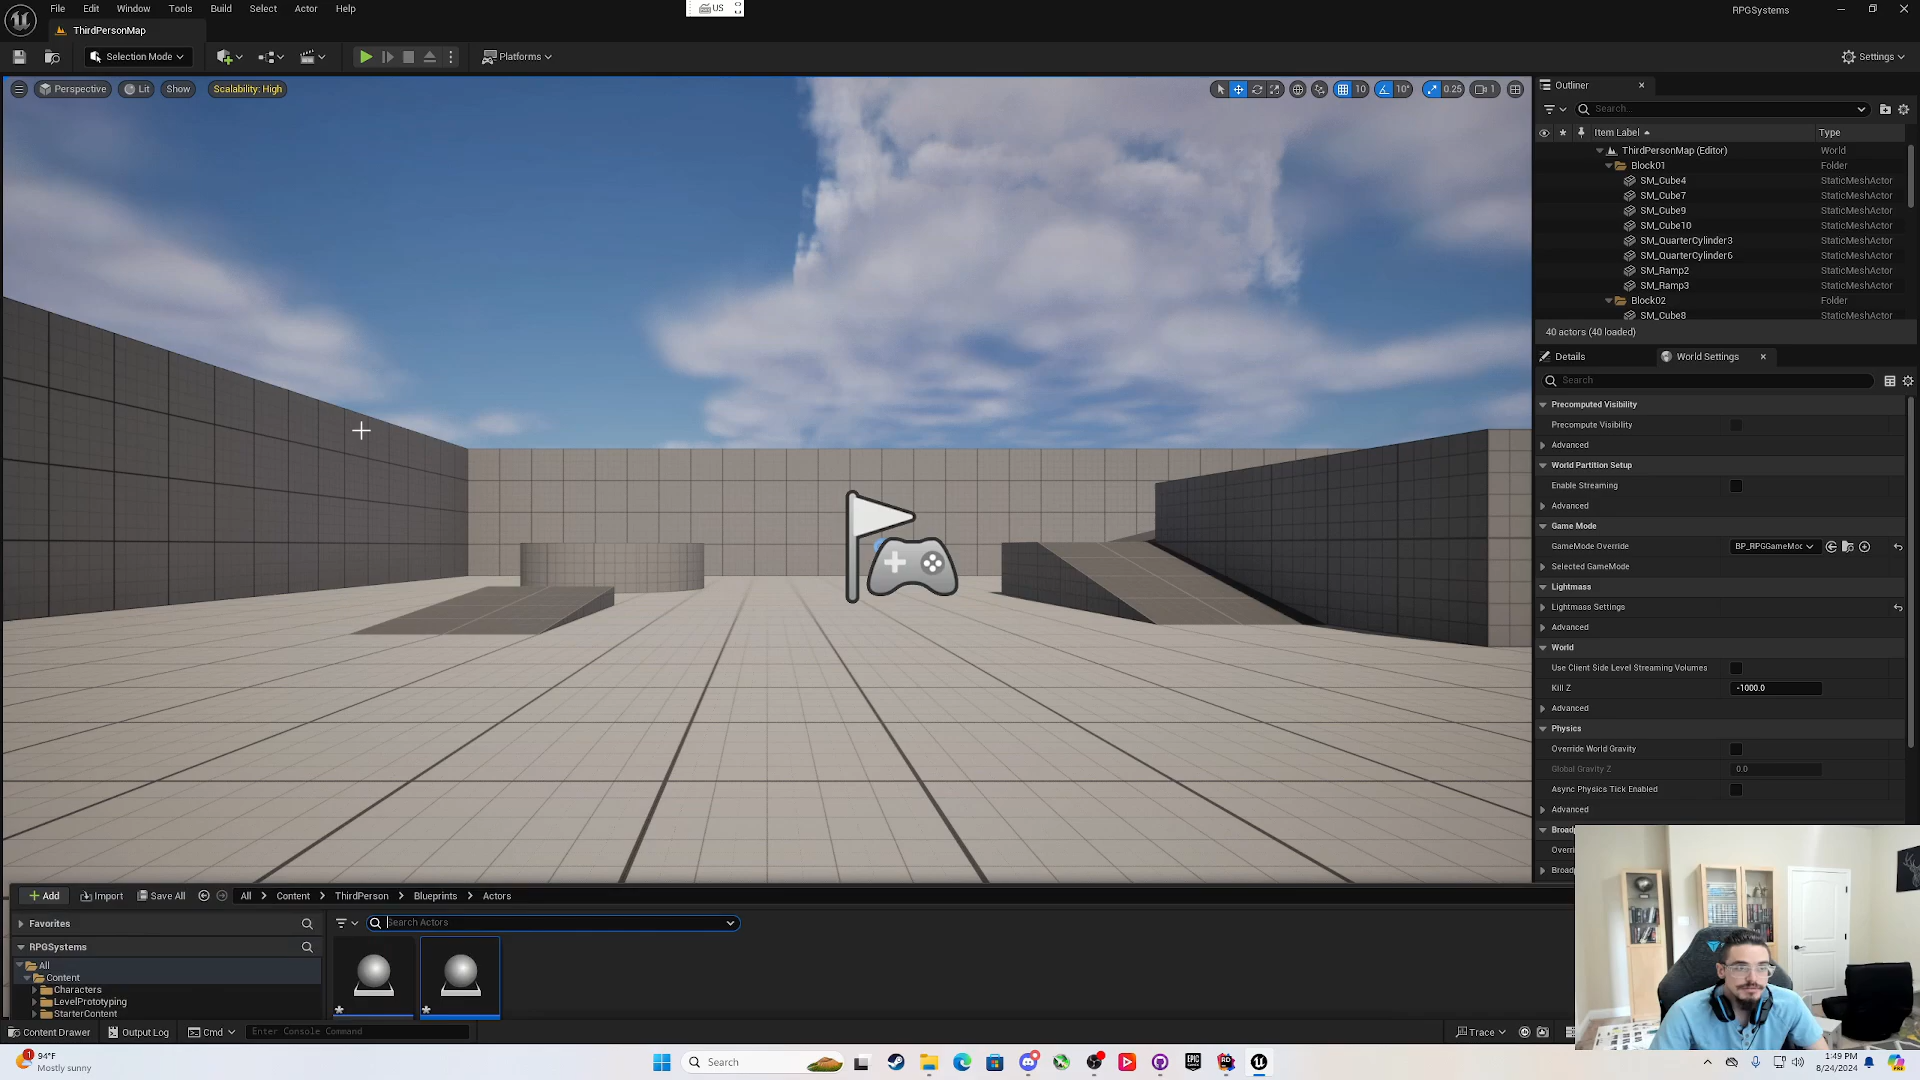 File Edit Window Tools Build Select Actor Help
US
RPGSystems
ThirdPersonMap
Selection Mode
Platforms
Settings
Perspective
Lit
Show
Scalability: High
10
10°
0.25
1
Outliner
Search...
Item Label
Type
ThirdPersonMap (Editor) World
Block01 Folder
SM_Cube4 StaticMeshActor
SM_Cube7 StaticMeshActor
SM_Cube9 StaticMeshActor
SM_Cube10 StaticMeshActor
SM_QuarterCylinder3 StaticMeshActor
SM_QuarterCylinder6 StaticMeshActor
SM_Ramp2 StaticMeshActor
SM_Ramp3 StaticMeshActor
Block02 Folder
SM_Cube8 StaticMeshActor
40 actors (40 loaded)
Details
World Settings
Search
Precomputed Visibility
Precompute Visibility
Advanced
World Partition Setup
Enable Streaming
Advanced
Game Mode
GameMode Override BP_RPGGameMoc
Selected GameMode
Lightmass
Lightmass Settings
Advanced
World
Use Client Side Level Streaming Volumes
Kill Z -1000.0
Advanced
Physics
Override World Gravity
Global Gravity Z 0.0
Async Physics Tick Enabled
Advanced
Broad
Overri
Broad
Add Import Save All All Content ThirdPerson Blueprints Actors
Favorites
Search Actors
RPGSystems
All
Content
Characters
LevelPrototyping
StarterContent
Content Drawer
Output Log
Cmd
Enter Console Command
Trace
94°F
Mostly sunny
Search
1:49 PM
8/24/2024